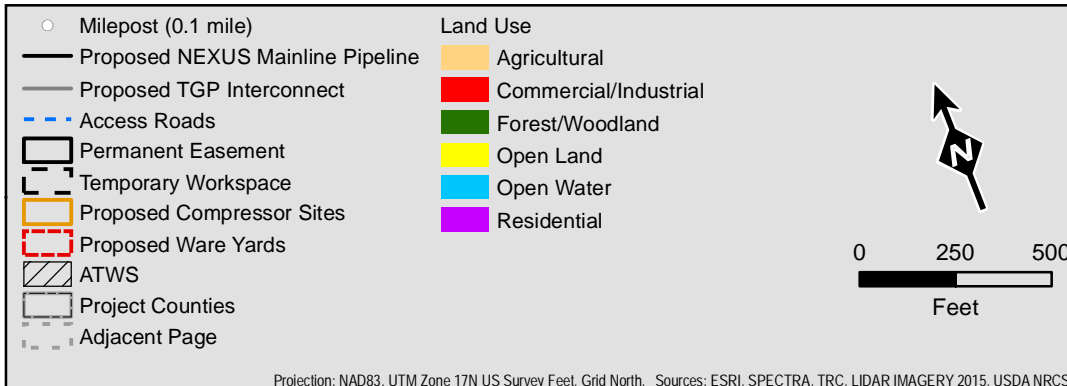 Milepost (0.1 mile)
Proposed NEXUS Mainline Pipeline
Proposed TGP Interconnect
Access Roads
Permanent Easement
Temporary Workspace
Proposed Compressor Sites
Proposed Ware Yards
ATWS
Project Counties
Adjacent Page
Land Use
Agricultural
Commercial/Industrial
Forest/Woodland
Open Land
Open Water
Residential
N
0 250 500
Feet
Projection: NAD83, UTM Zone 17N US Survey Feet, Grid North, Sources: ESRI, SPECTRA, TRC, LIDAR IMAGERY 2015, USDA NRCS